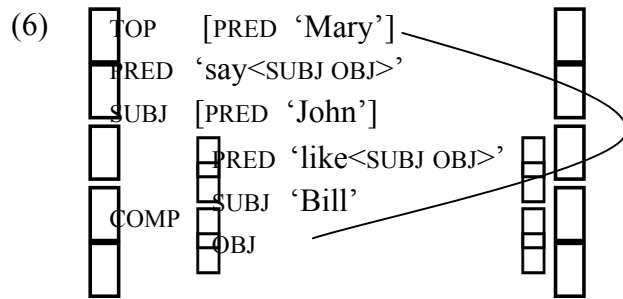 (6) TOP [PRED ‘Mary’]
PRED ‘say<SUBJ OBJ>’
SUBJ [PRED ‘John’]
PRED ‘like<SUBJ OBJ>’
SUBJ ‘Bill’
COMP
OBJ